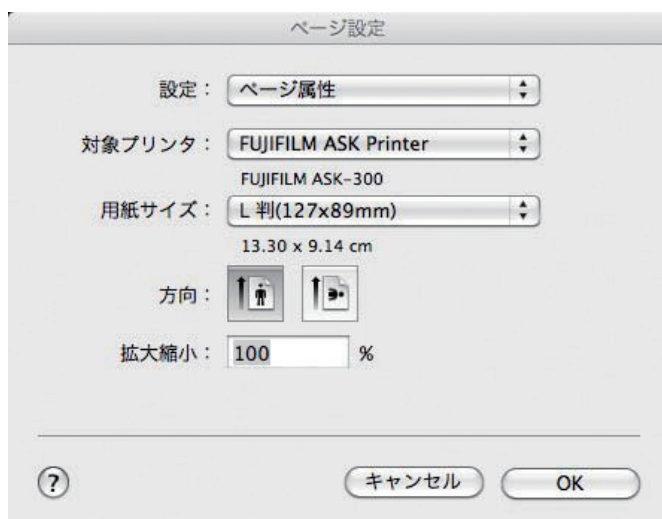 ページ設定
設定： ページ属性
対象プリンタ： FUJIFILM ASK Printer
FUJIFILM ASK-300
用紙サイズ： L 判(127x89mm)
13.30 x 9.14 cm
方向：
拡大縮小： 100 %
? キャンセル OK